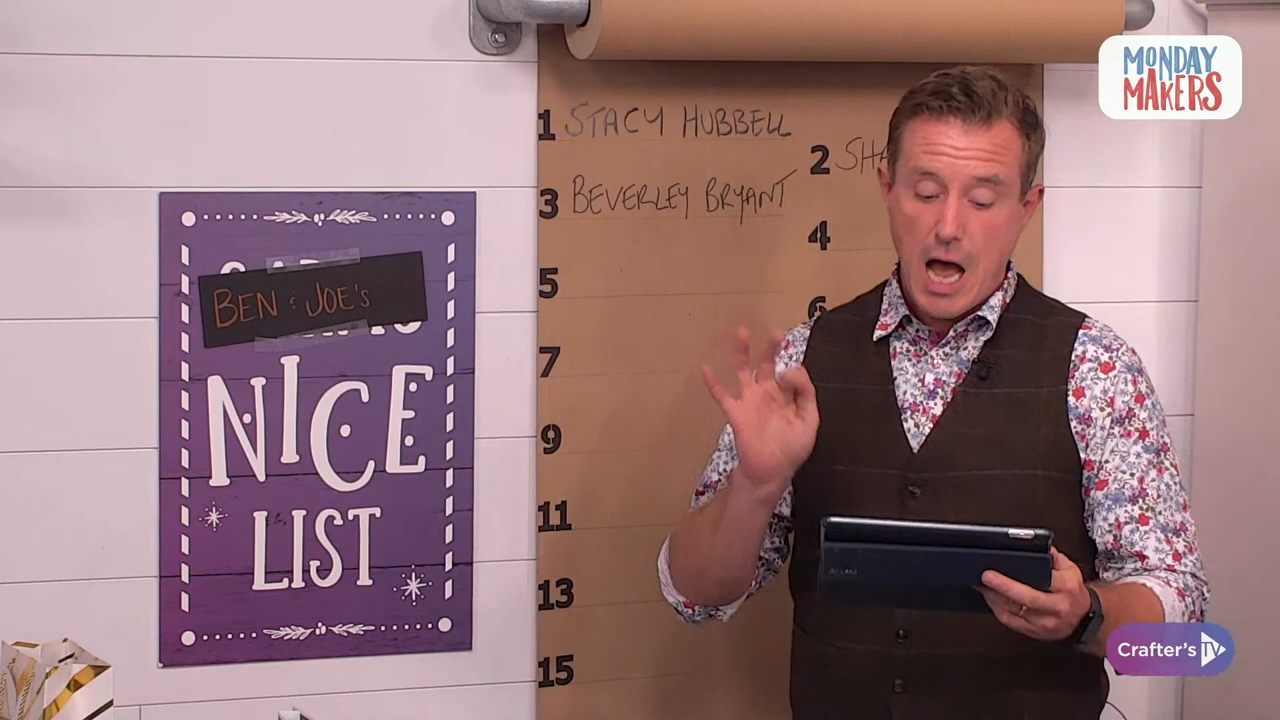 MONDAY
MAKERS
1 STACY HUBBELL
2
3 BEVERLEY BRYANT
4
5
6
7
9
11
13
15
BEN & JOE's
NICE
LIST
Crafter's TV